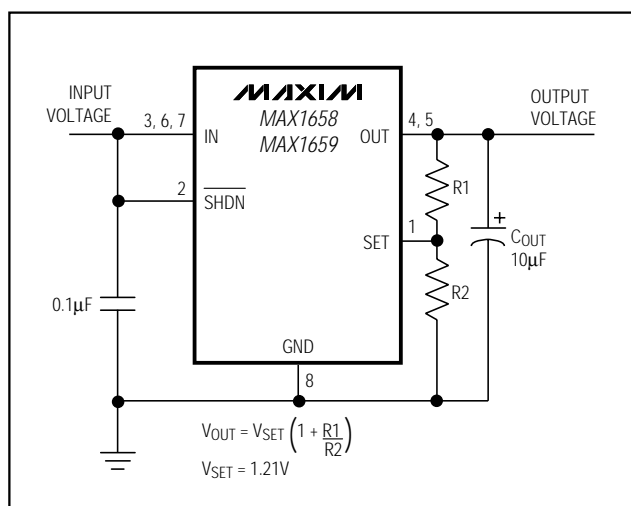 INPUT
VOLTAGE
3, 6, 7
IN
2
SHDN
0.1µF
MAXIM
MAX1658
MAX1659
OUT
4, 5
OUTPUT
VOLTAGE
R1
1
SET
R2
+
COUT
10µF
GND
8
VOUT = VSET (1 + R1/R2)
VSET = 1.21V